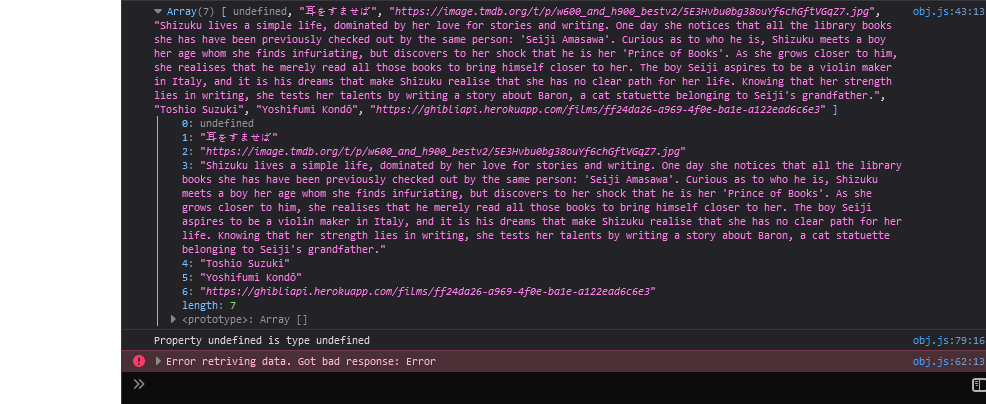 Array(7) [ undefined, "耳をすませば", "https://image.tmdb.org/t/p/w600_and_h900_bestv2/5E3Hvbu0bg38ouYf6chGftVGqZ7.jpg", obj.js:43:13
"Shizuku lives a simple life, dominated by her love for stories and writing. One day she notices that all the library books
she has have been previously checked out by the same person: 'Seiji Amasawa'. Curious as to who he is, Shizuku meets a boy
her age whom she finds infuriating, but discovers to her shock that he is her 'Prince of Books'. As she grows closer to him,
she realises that he merely read all those books to bring himself closer to her. The boy Seiji aspires to be a violin maker
in Italy, and it is his dreams that make Shizuku realise that she has no clear path for her life. Knowing that her strength
lies in writing, she tests her talents by writing a story about Baron, a cat statuette belonging to Seiji's grandfather.",
"Toshio Suzuki", "Yoshifumi Kondō", "https://ghibliapi.herokuapp.com/films/ff24da26-a969-4f0e-ba1e-a122ead6c6e3" ]
0: undefined
1: "耳をすませば"
2: "https://image.tmdb.org/t/p/w600_and_h900_bestv2/5E3Hvbu0bg38ouYf6chGftVGqZ7.jpg"
3: "Shizuku lives a simple life, dominated by her love for stories and writing. One day she notices that all the library
books she has have been previously checked out by the same person: 'Seiji Amasawa'. Curious as to who he is, Shizuku
meets a boy her age whom she finds infuriating, but discovers to her shock that he is her 'Prince of Books'. As she
grows closer to him, she realises that he merely read all those books to bring himself closer to her. The boy Seiji
aspires to be a violin maker in Italy, and it is his dreams that make Shizuku realise that she has no clear path for her
life. Knowing that her strength lies in writing, she tests her talents by writing a story about Baron, a cat statuette
belonging to Seiji's grandfather."
4: "Toshio Suzuki"
5: "Yoshifumi Kondō"
6: "https://ghibliapi.herokuapp.com/films/ff24da26-a969-4f0e-ba1e-a122ead6c6e3"
length: 7
<prototype>: Array []
Property undefined is type undefined obj.js:79:16
Error retriving data. Got bad response: Error obj.js:62:13